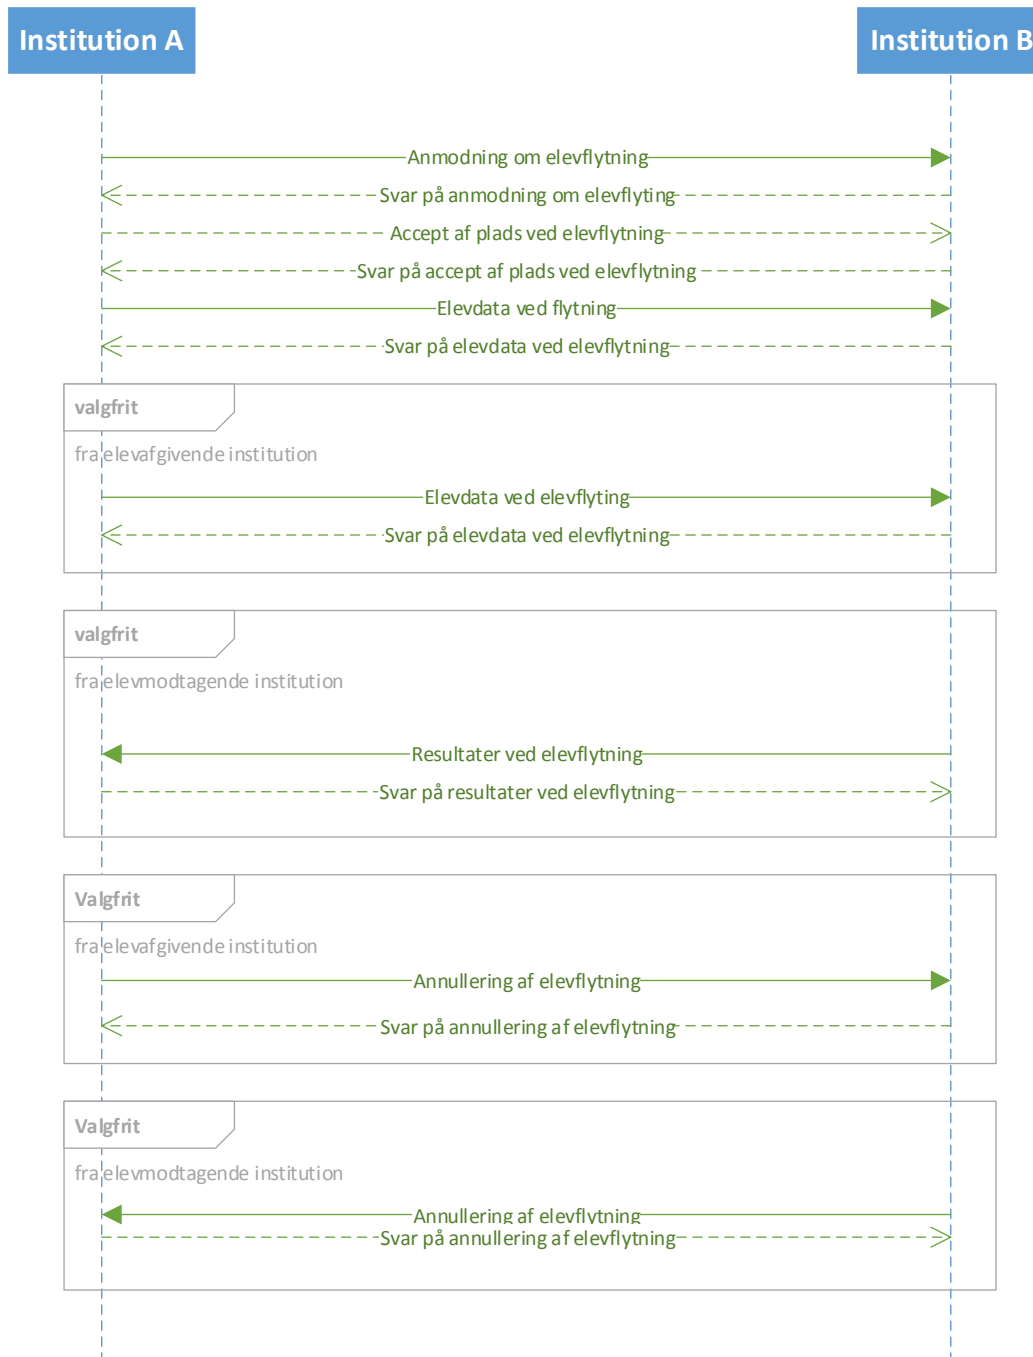 Institution A
Institution B
Anmodning om elevflytning
Svar på anmodning om elevflyting
Accept af plads ved elevflytning
Svar på accept af plads ved elevflytning
Elevdata ved flytning
Svar på elevdata ved elevflytning
valgfrit
fra elevafgivende institution
Elevdata ved elevflyting
Svar på elevdata ved elevflytning
valgfrit
fra elevmodtagende institution
Resultater ved elevflytning
Svar på resultater ved elevflytning
Valgfrit
fra elevafgivende institution
Annullering af elevflytning
Svar på annullering af elevflytning
Valgfrit
fra elevmodtagende institution
Annullering af elevflytning
Svar på annullering af elevflytning